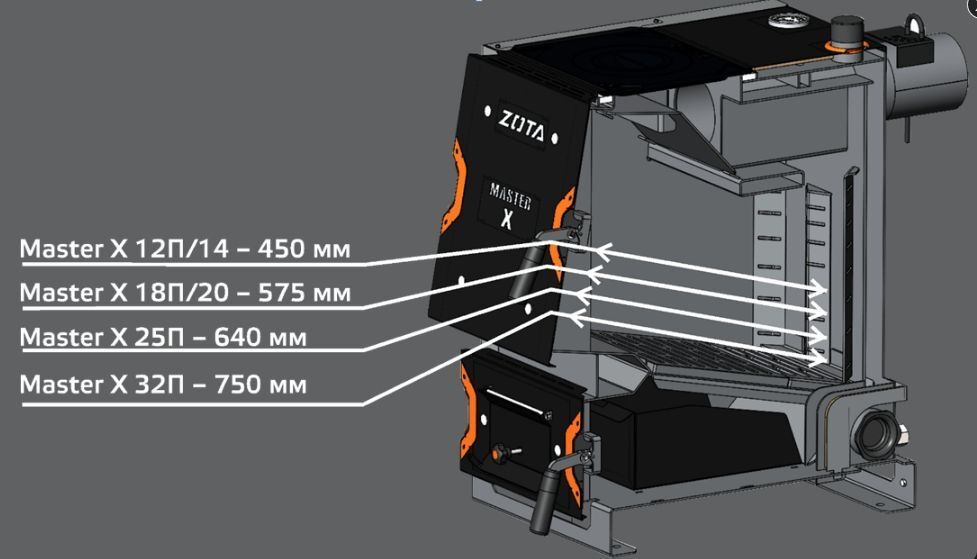 ZOTA
MASTER
X
Master X 12П/14 – 450 мм
Master X 18П/20 – 575 мм
Master X 25П – 640 мм
Master X 32П – 750 мм